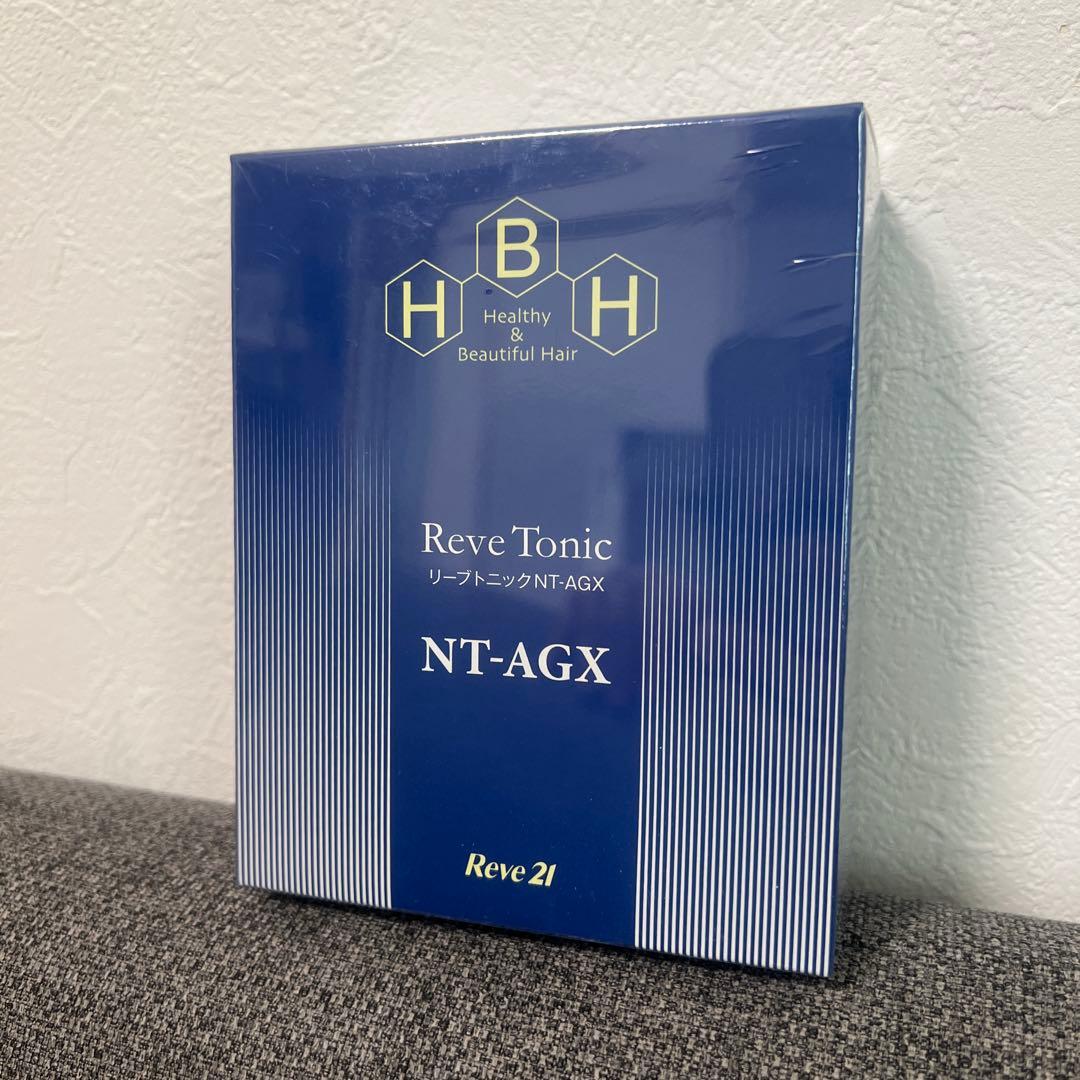 B
H H
Healthy
&
Beautiful Hair
Reve Tonic
リーブトニックNT-AGX
NT-AGX
Reve 21